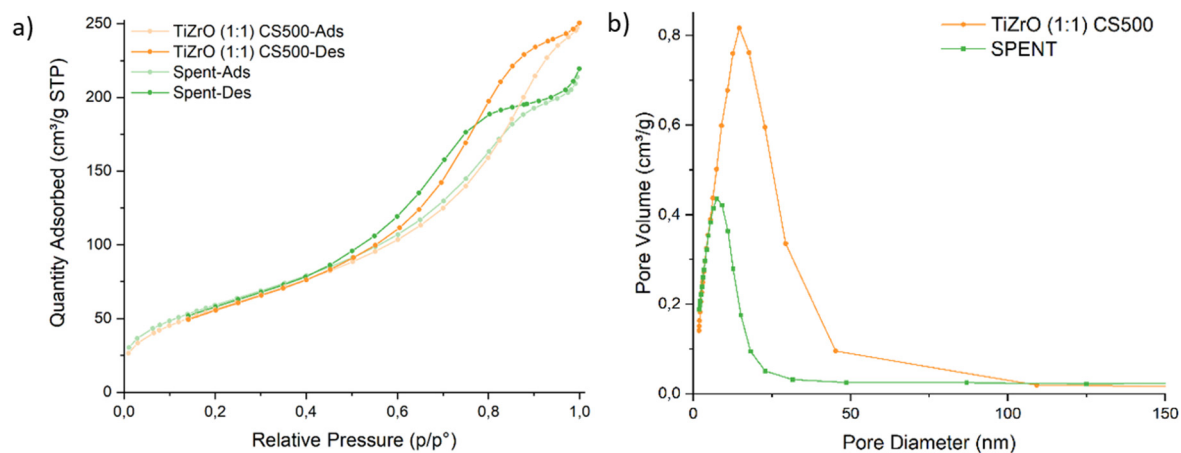 a)
TiZrO (1:1) CS500-Ads
TiZrO (1:1) CS500-Des
Spent-Ads
Spent-Des
Quantity Adsorbed (cm³/g STP)
250
200
150
100
50
0
0,0 0,2 0,4 0,6 0,8 1,0
Relative Pressure (p/p°)
b)
TiZrO (1:1) CS500
SPENT
Pore Volume (cm³/g)
0,8
0,6
0,4
0,2
0,0
0 50 100 150
Pore Diameter (nm)